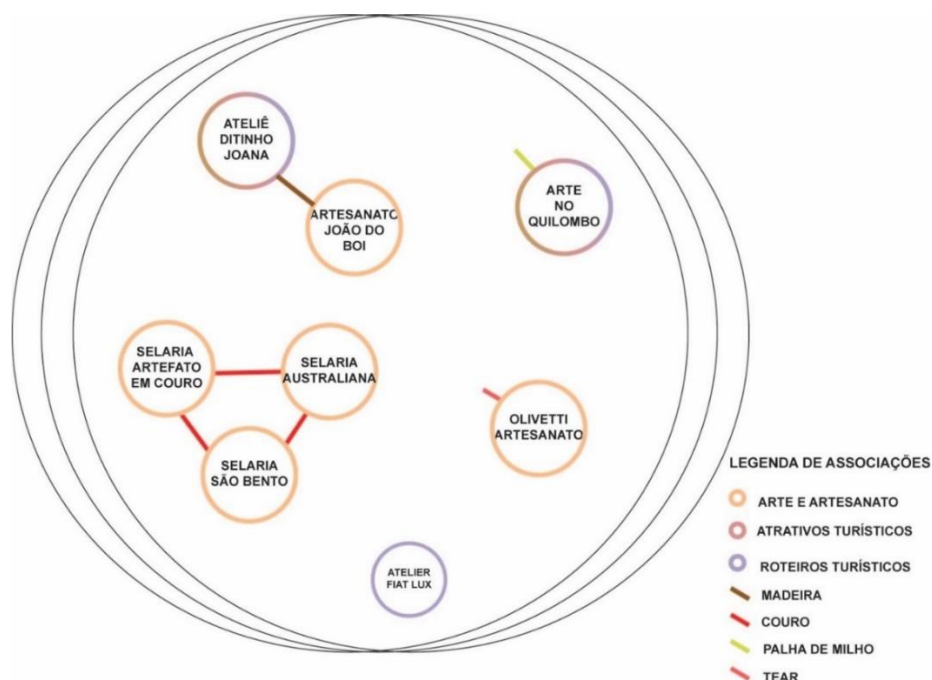 ATELIÊ
DITINHO
JOANA
ARTESANATO
JOÃO DO
BOI
ARTE
NO
QUILOMBO
SELARIA
ARTEFATO
EM COURO
SELARIA
AUSTRALIANA
SELARIA
SÃO BENTO
OLIVETTI
ARTESANATO
ATELIER
FIAT LUX
LEGENDA DE ASSOCIAÇÕES
ARTE E ARTESANATO
ATRATIVOS TURÍSTICOS
ROTEIROS TURÍSTICOS
MADEIRA
COURO
PALHA DE MILHO
TEAR